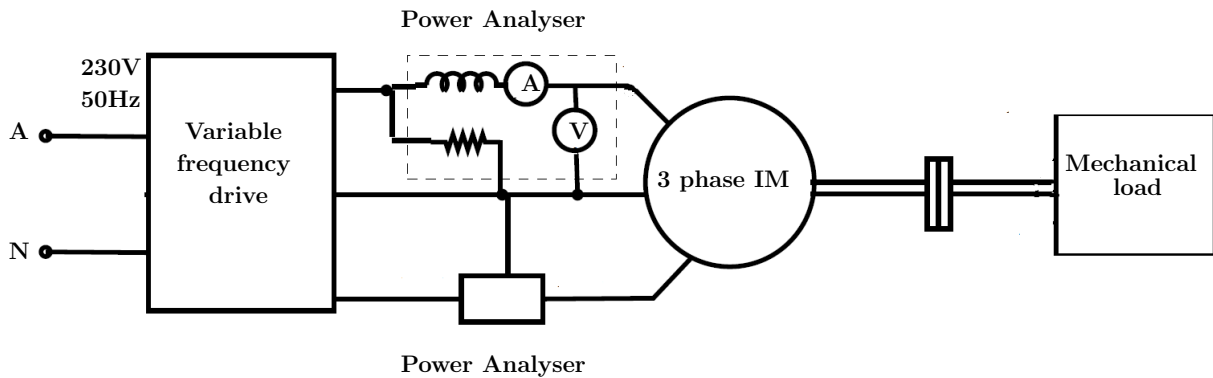 Power Analyser
230V
50Hz
A
A
V
Variable
frequency
drive
3 phase IM
Mechanical
load
N
Power Analyser